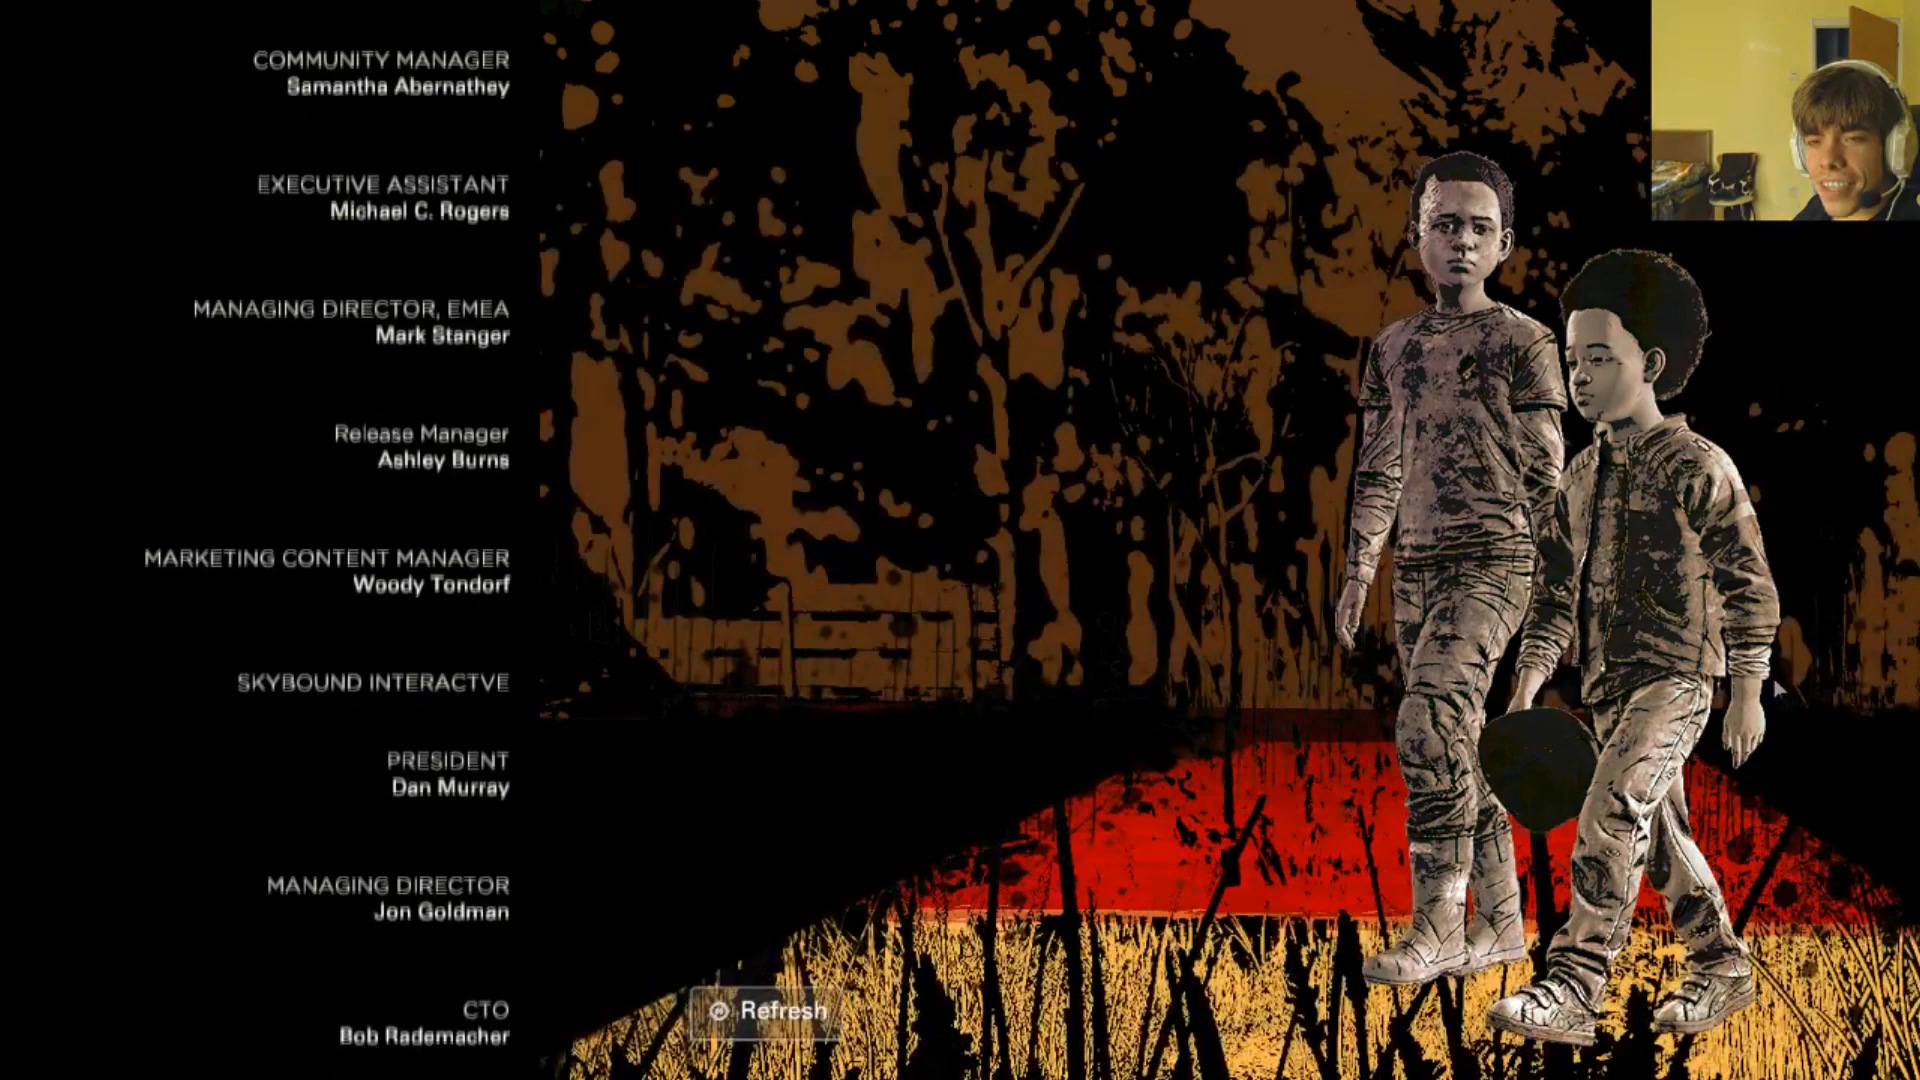 COMMUNITY MANAGER
Samantha Abernathey
EXECUTIVE ASSISTANT
Michael C. Rogers
MANAGING DIRECTOR, EMEA
Mark Stanger
Release Manager
Ashley Burns
MARKETING CONTENT MANAGER
Woody Tondorf
SKYBOUND INTERACTVE
PRESIDENT
Dan Murray
MANAGING DIRECTOR
Jon Goldman
CTO
Bob Rademacher
Refresh